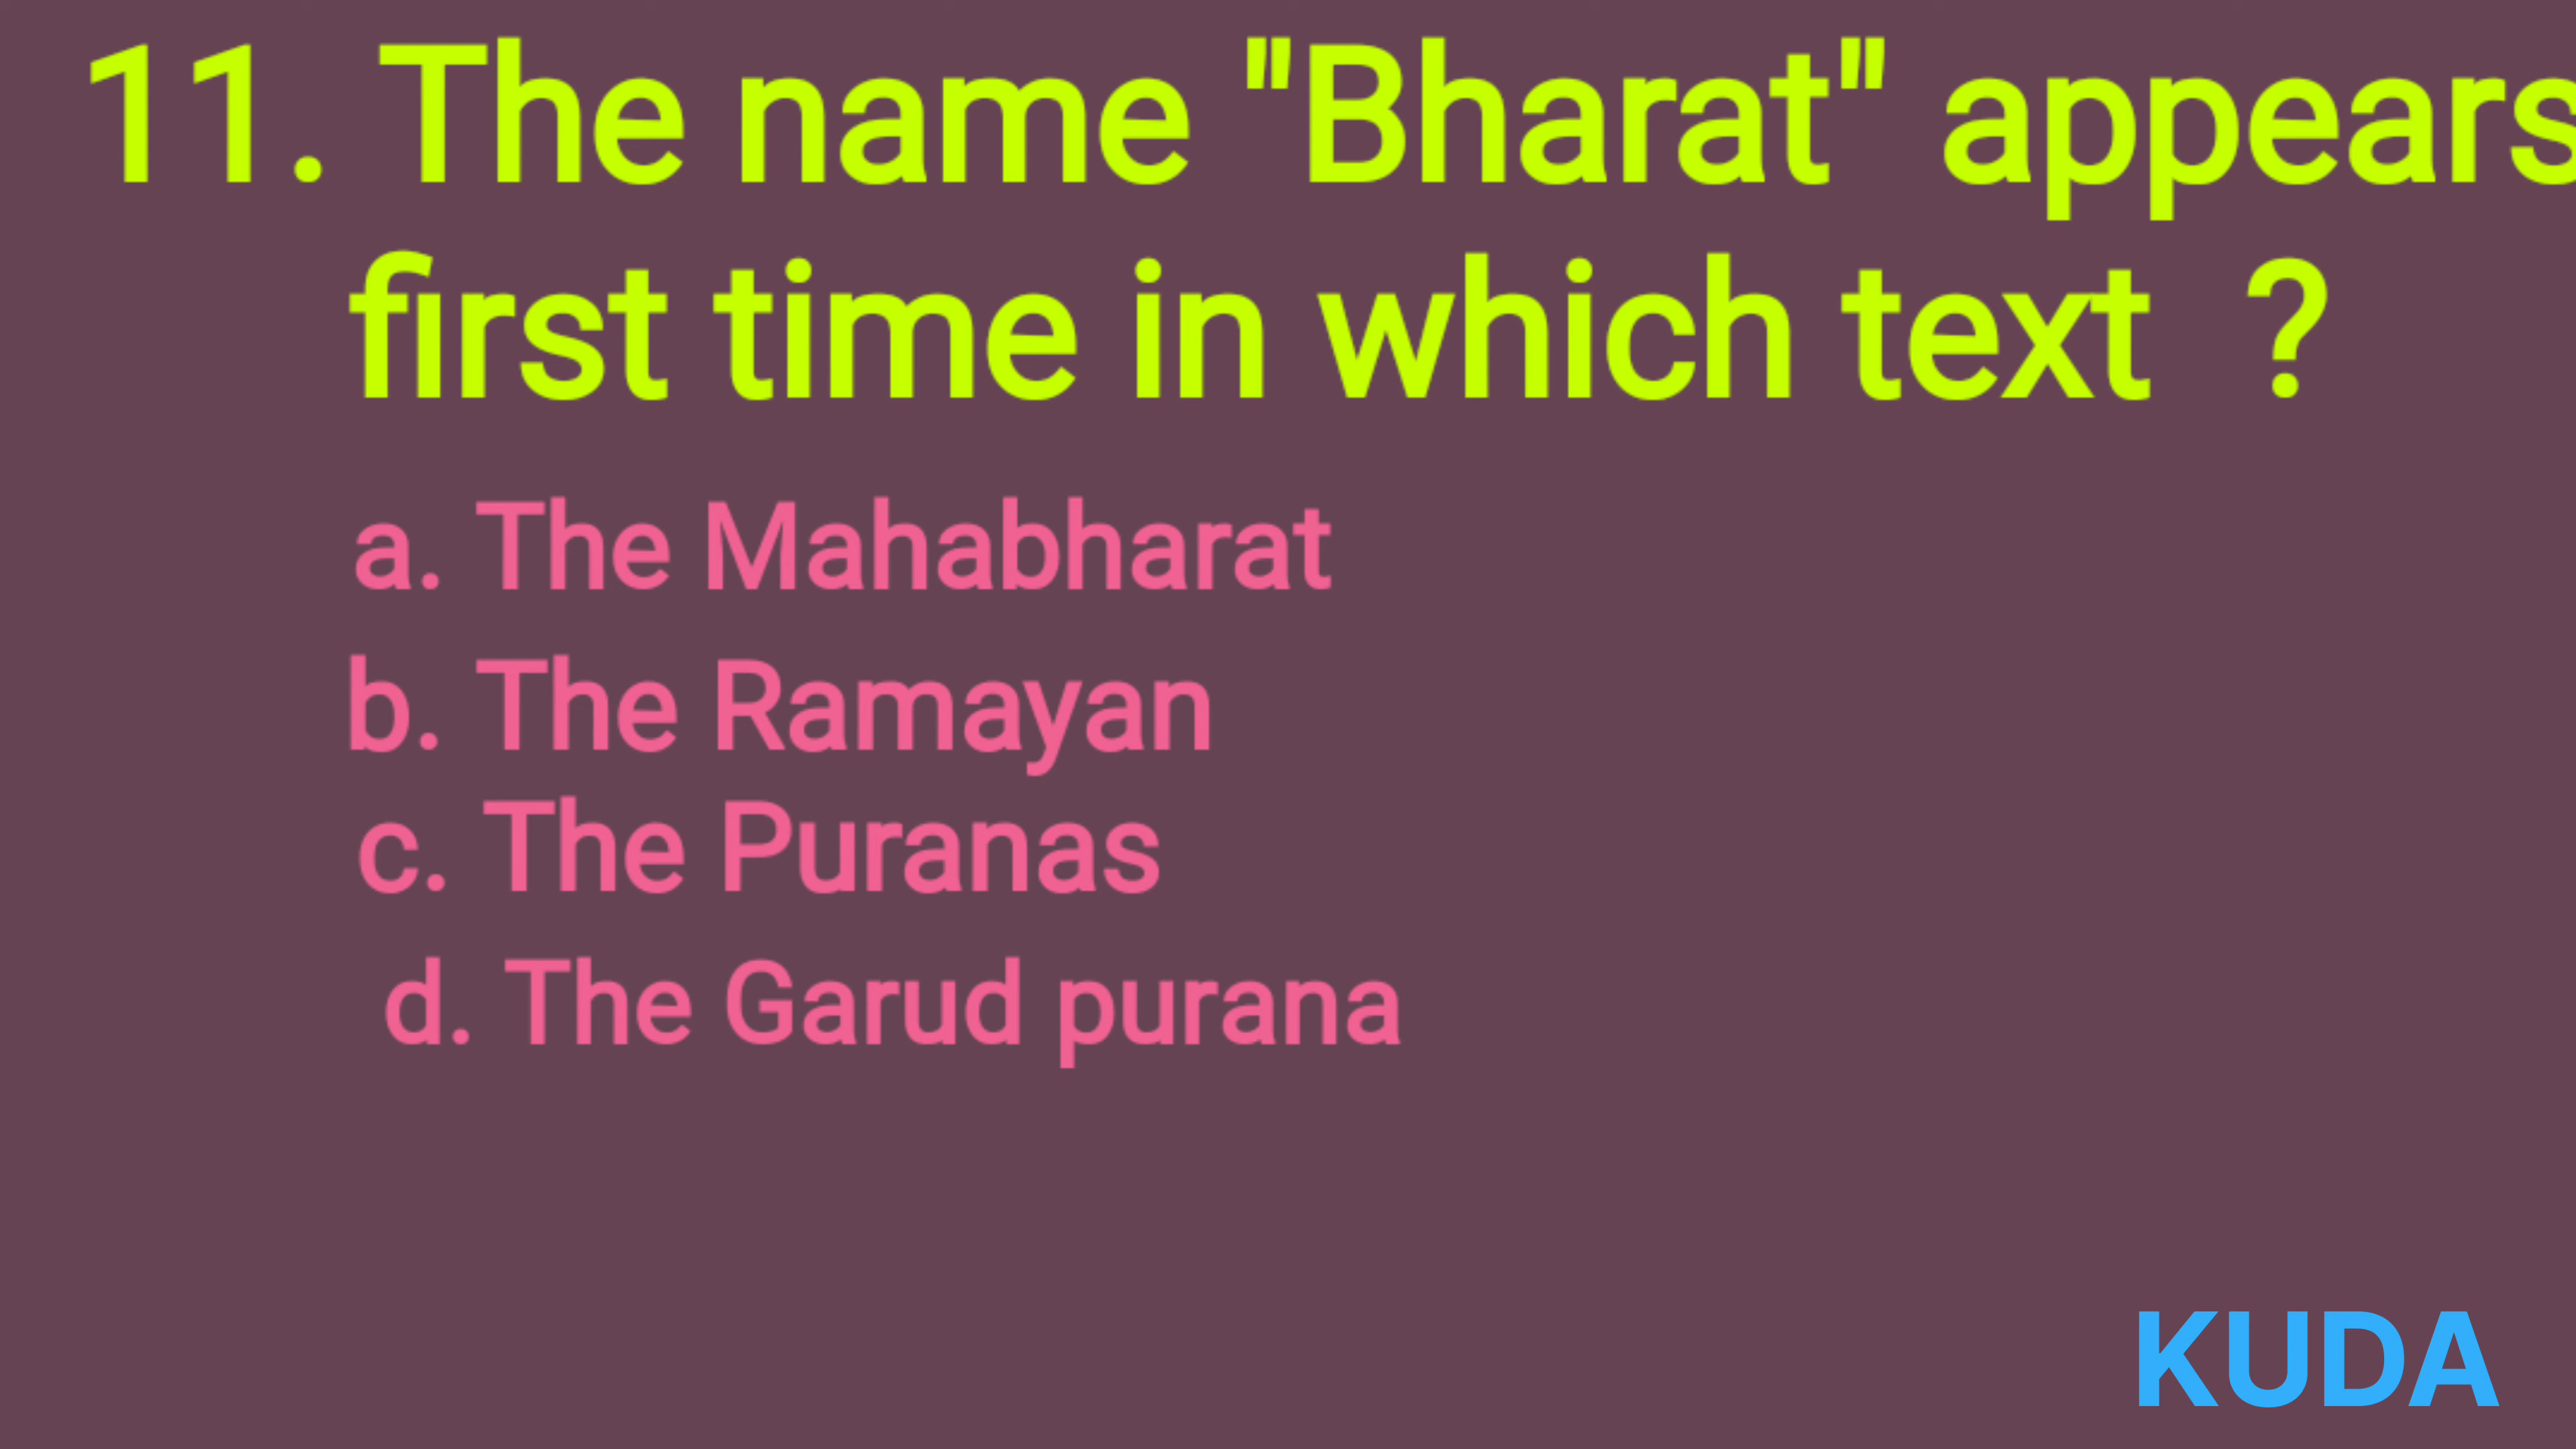 11. The name "Bharat" appears
first time in which text ?
a. The Mahabharat
b. The Ramayan
c. The Puranas
d. The Garud purana
KUDA